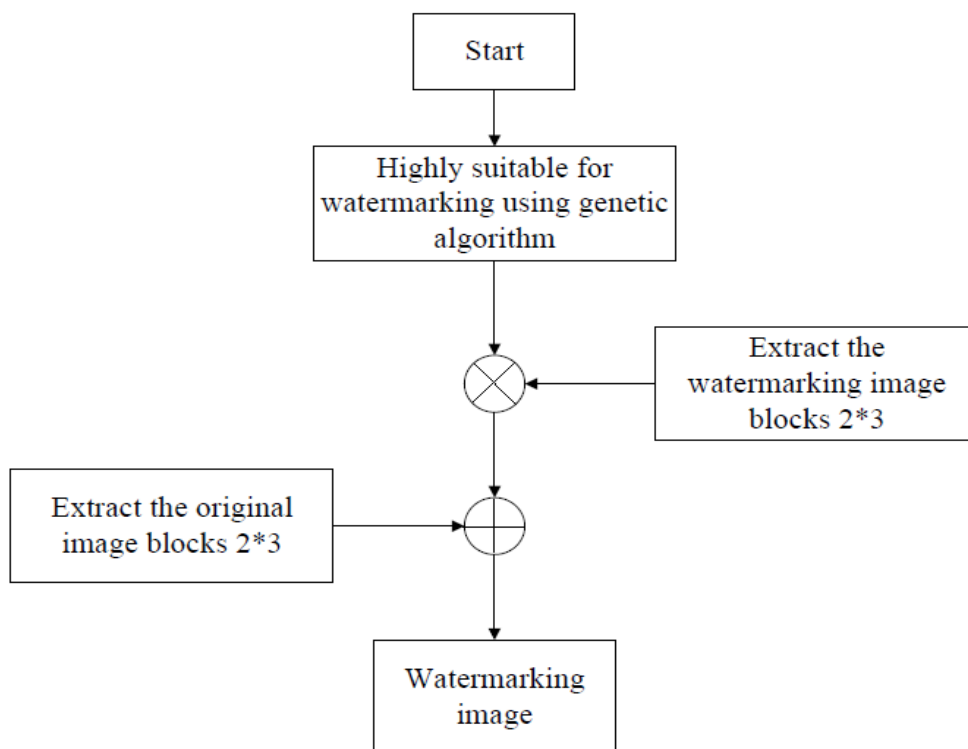 Start
Highly suitable for
watermarking using genetic
algorithm
Extract the
watermarking image
blocks 2*3
Extract the original
image blocks 2*3
Watermarking
image